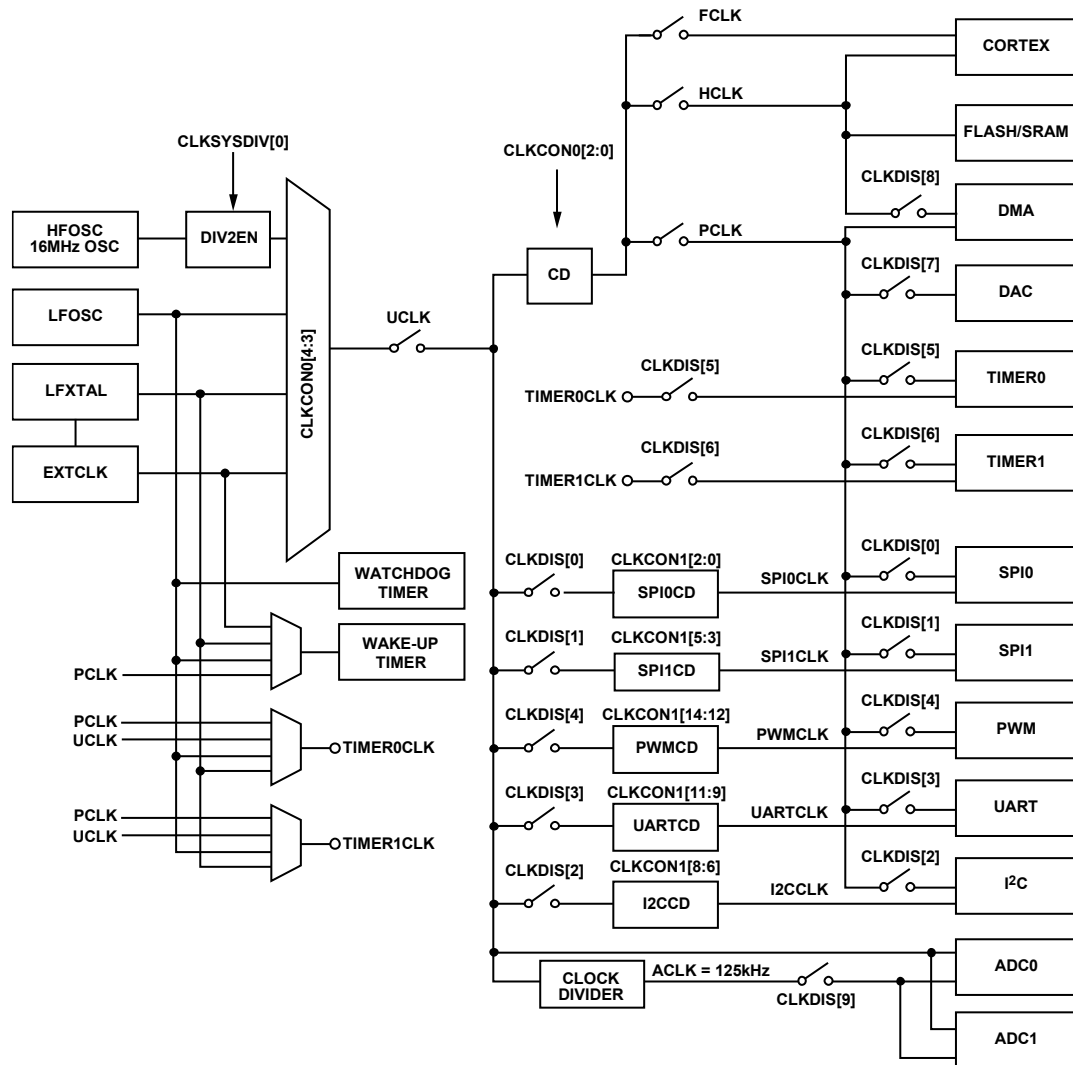 FCLK
CORTEX
HCLK
FLASH/SRAM
CLKSYSDIV[0]
CLKCON0[2:0]
CLKDIS[8]
DMA
HFOSC
16MHz OSC
DIV2EN
PCLK
CD
CLKDIS[7]
DAC
LFOSC
UCLK
CLKCON0[4:3]
CLKDIS[5]
CLKDIS[5]
TIMER0
LFXTAL
TIMER0CLK
CLKDIS[6]
CLKDIS[6]
TIMER1
EXTCLK
TIMER1CLK
WATCHDOG
TIMER
CLKDIS[0]
CLKCON1[2:0]
SPI0CD
SPI0CLK
CLKDIS[0]
SPI0
WAKE-UP
TIMER
PCLK
CLKDIS[1]
CLKCON1[5:3]
SPI1CD
SPI1CLK
CLKDIS[1]
SPI1
PCLK
UCLK
TIMER0CLK
CLKDIS[4]
CLKCON1[14:12]
PWMCD
PWMCLK
CLKDIS[4]
PWM
PCLK
UCLK
TIMER1CLK
CLKDIS[3]
CLKCON1[11:9]
UARTCD
UARTCLK
CLKDIS[3]
UART
CLKDIS[2]
CLKCON1[8:6]
I2CCD
I2CCLK
CLKDIS[2]
I2C
CLOCK
DIVIDER
ACLK = 125kHz
CLKDIS[9]
ADC0
ADC1